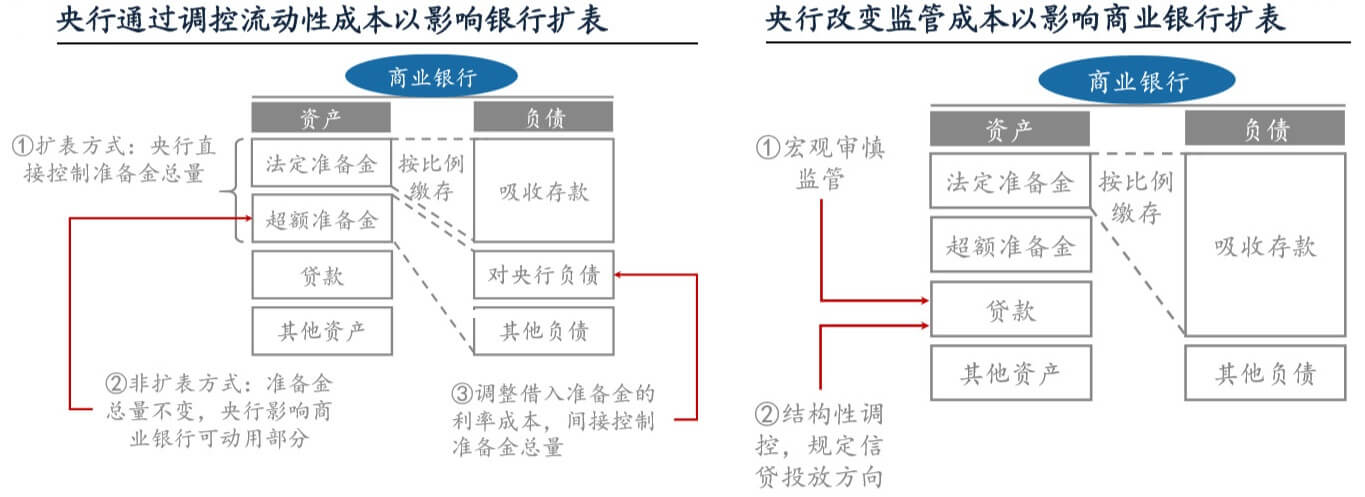 央行通过调控流动性成本以影响银行扩表
商业银行
资产
负债
①扩表方式：央行直
接控制准备金总量
法定准备金
按比例
缴存
吸收存款
超额准备金
贷款
对央行负债
其他资产
其他负债
②非扩表方式：准备金
总量不变，央行影响商
业银行可动用部分
③调整借入准备金的
利率成本，间接控制
准备金总量
央行改变监管成本以影响商业银行扩表
商业银行
资产
负债
①宏观审慎
监管
法定准备金
按比例
缴存
超额准备金
吸收存款
贷款
其他资产
其他负债
②结构性调
控，规定信
贷投放方向